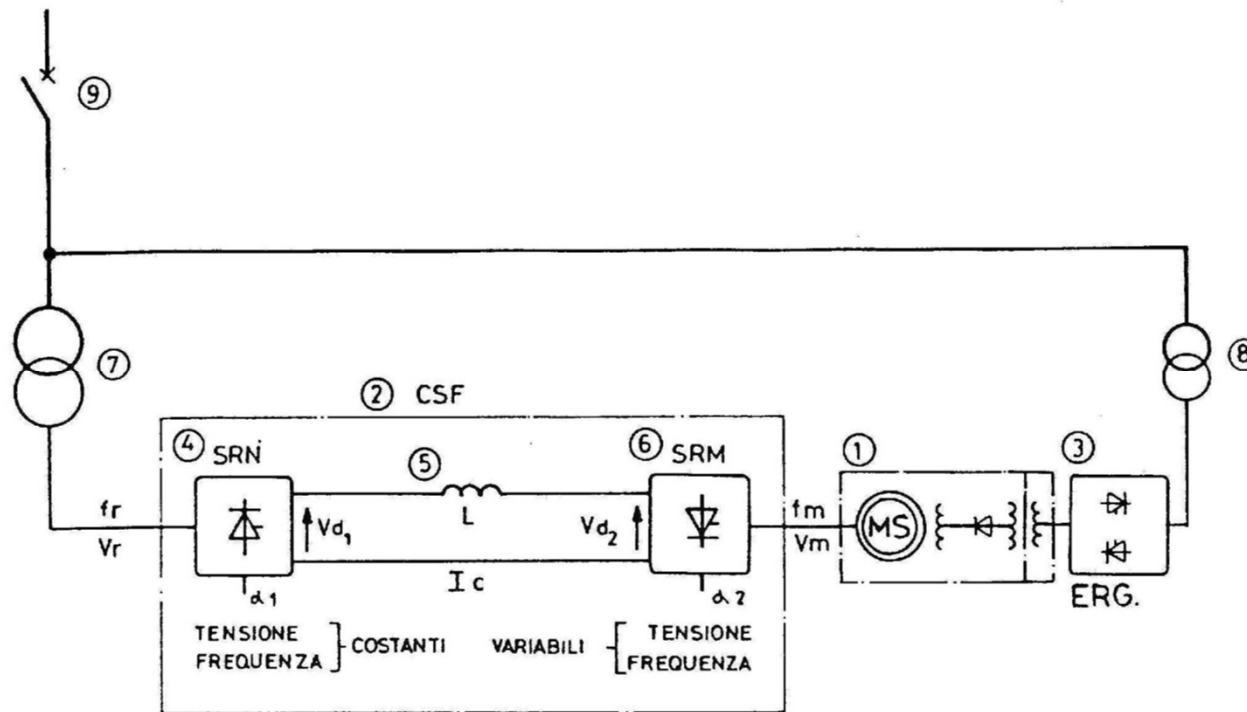 ⑨
⑦
⑧
② CSF
④ SRN
⑤
⑥ SRM
①
③
fr
Vr
Vd1
L
Vd2
fm
Vm
MS
Ic
α1
α2
ERG.
TENSIONE
FREQUENZA
COSTANTI
VARIABILI
TENSIONE
FREQUENZA